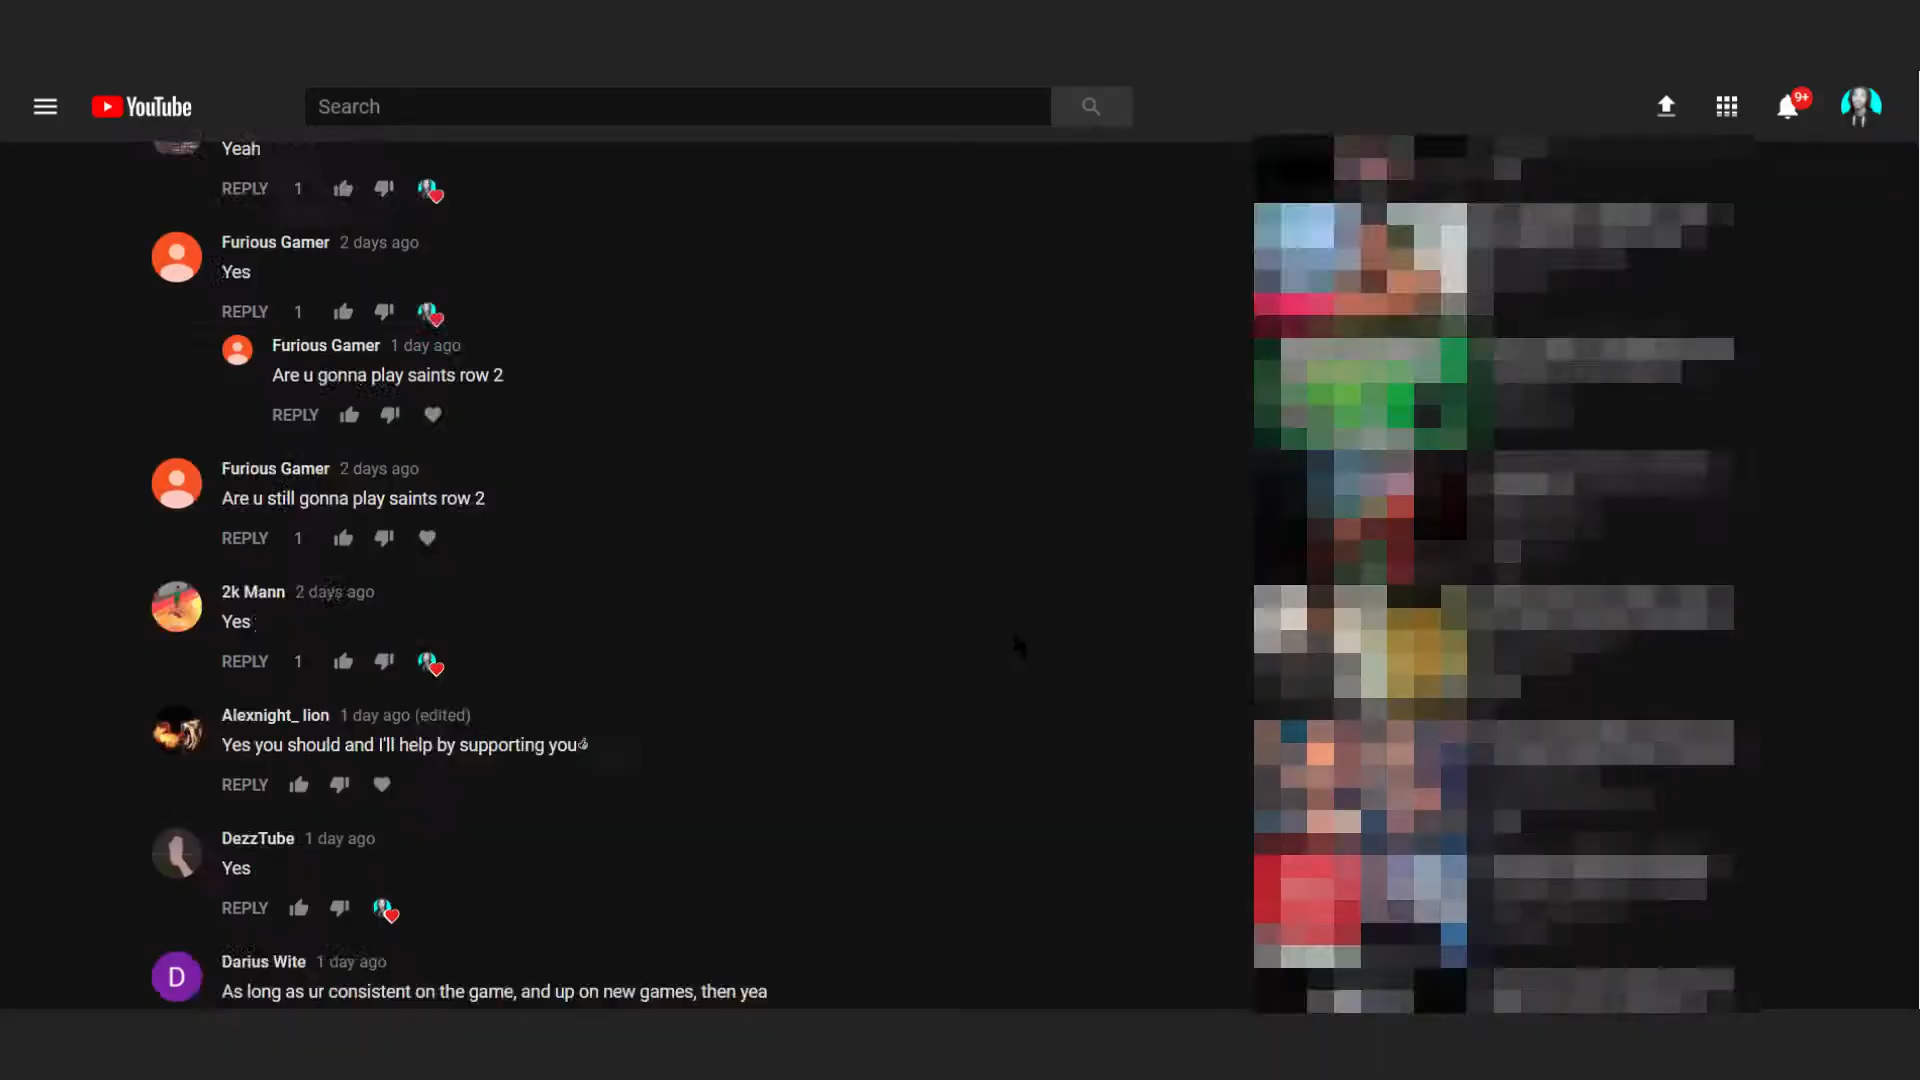 YouTube
Search
9+
Yeah
REPLY 1
Furious Gamer 2 days ago
Yes
REPLY 1
Furious Gamer 1 day ago
Are u gonna play saints row 2
REPLY
Furious Gamer 2 days ago
Are u still gonna play saints row 2
REPLY 1
2k Mann 2 days ago
Yes
REPLY 1
Alexnight_ lion 1 day ago (edited)
Yes you should and I'll help by supporting you
REPLY
DezzTube 1 day ago
Yes
REPLY
D
Darius Wite 1 day ago
As long as ur consistent on the game, and up on new games, then yea